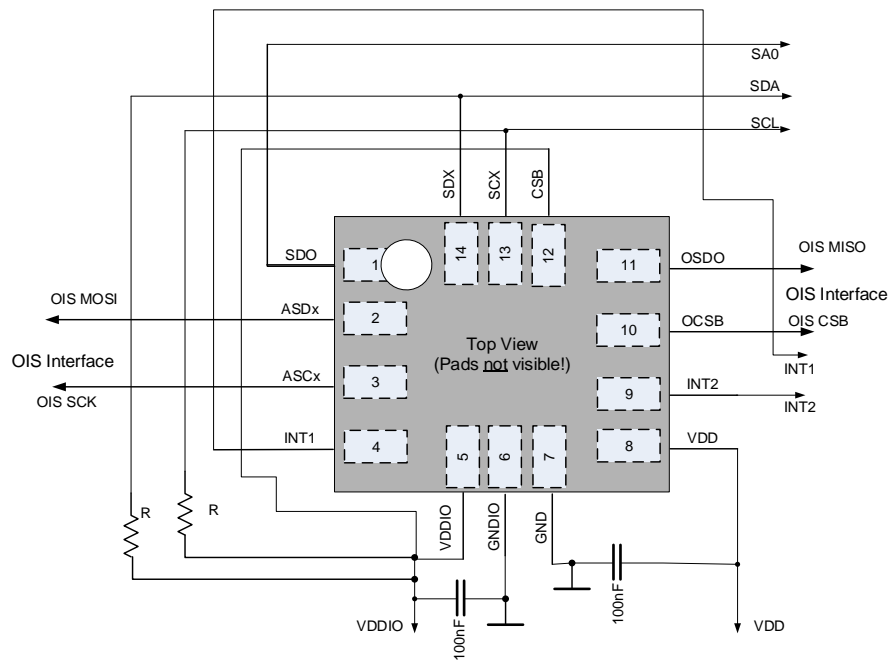 SA0
SDA
SCL
SDX
SCX
CSB
14
13
12
SDO
1
11
OSDO
OIS MISO
OIS MOSI
ASDx
2
OIS Interface
10
OCSB
OIS CSB
Top View
(Pads not visible!)
OIS Interface
ASCx
3
OIS SCK
INT1
9
INT2
INT2
INT1
4
8
VDD
5
6
7
R
R
VDDIO
GNDIO
GND
100nF
100nF
VDDIO
VDD